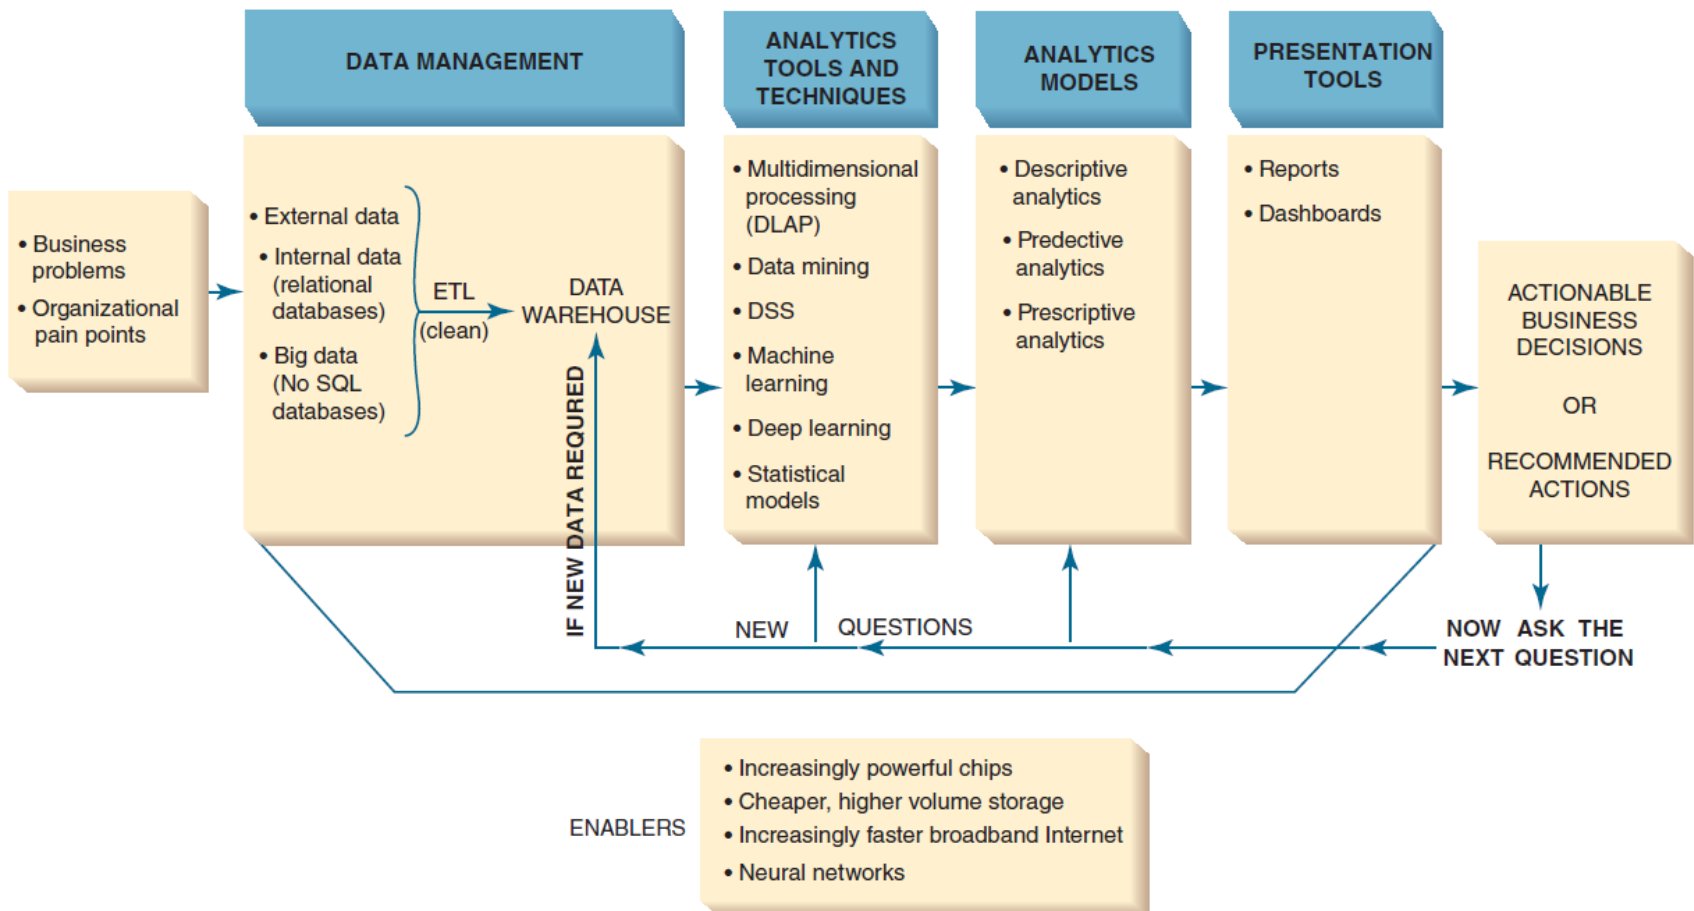 DATA MANAGEMENT
ANALYTICS
TOOLS AND
TECHNIQUES
ANALYTICS
MODELS
PRESENTATION
TOOLS
• Business
problems
• Organizational
pain points
• External data
• Internal data
(relational
databases)
• Big data
(No SQL
databases)
ETL
(clean)
DATA
WAREHOUSE
IF NEW DATA REQURED
• Multidimensional
processing
(DLAP)
• Data mining
• DSS
• Machine
learning
• Deep learning
• Statistical
models
• Descriptive
analytics
• Predective
analytics
• Prescriptive
analytics
• Reports
• Dashboards
ACTIONABLE
BUSINESS
DECISIONS
OR
RECOMMENDED
ACTIONS
NEW QUESTIONS
NOW ASK THE
NEXT QUESTION
ENABLERS
• Increasingly powerful chips
• Cheaper, higher volume storage
• Increasingly faster broadband Internet
• Neural networks